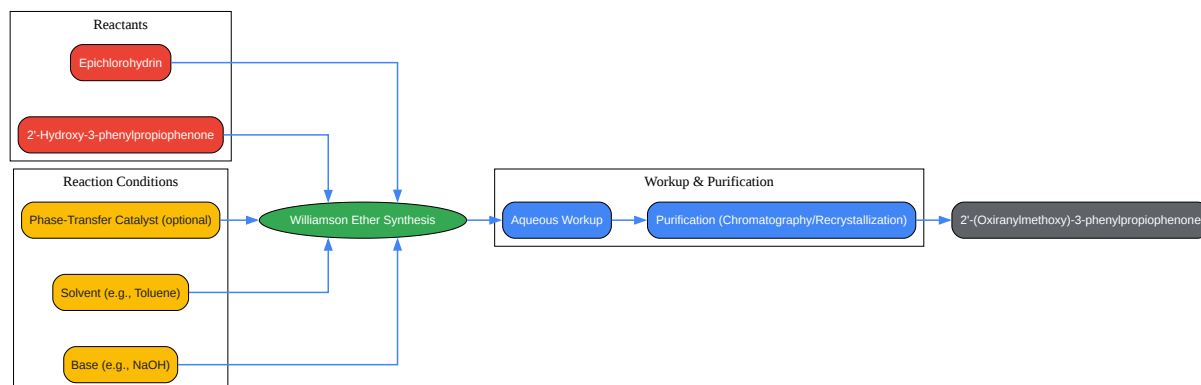 Reactants
Epichlorohydrin
2'-Hydroxy-3-phenylpropiophenone
Reaction Conditions
Phase-Transfer Catalyst (optional)
Solvent (e.g., Toluene)
Base (e.g., NaOH)
Williamson Ether Synthesis
Workup & Purification
Aqueous Workup
Purification (Chromatography/Recrystallization)
2'-(Oxiranylmethoxy)-3-phenylpropiophenone